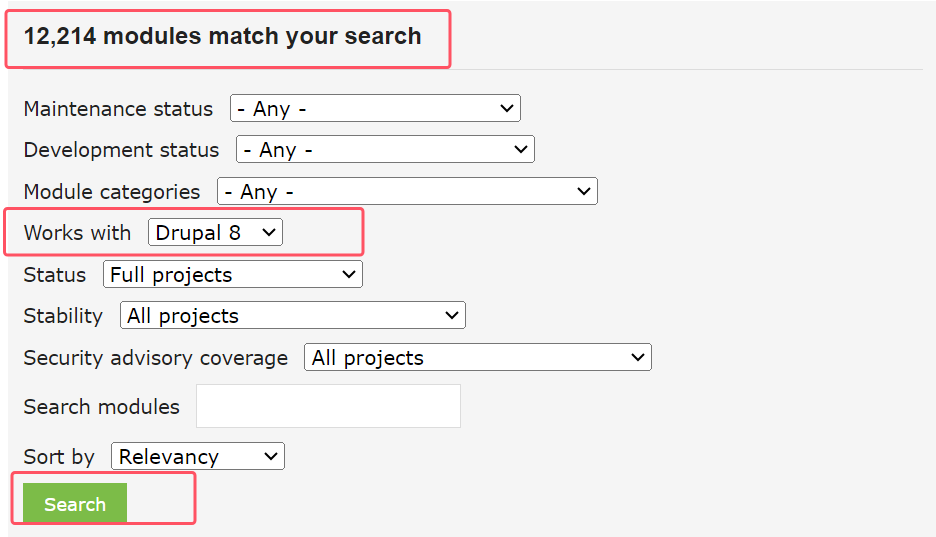 12,214 modules match your search
Maintenance status - Any -
Development status - Any -
Module categories - Any -
Works with Drupal 8
Status Full projects
Stability All projects
Security advisory coverage All projects
Search modules
Sort by Relevancy
Search